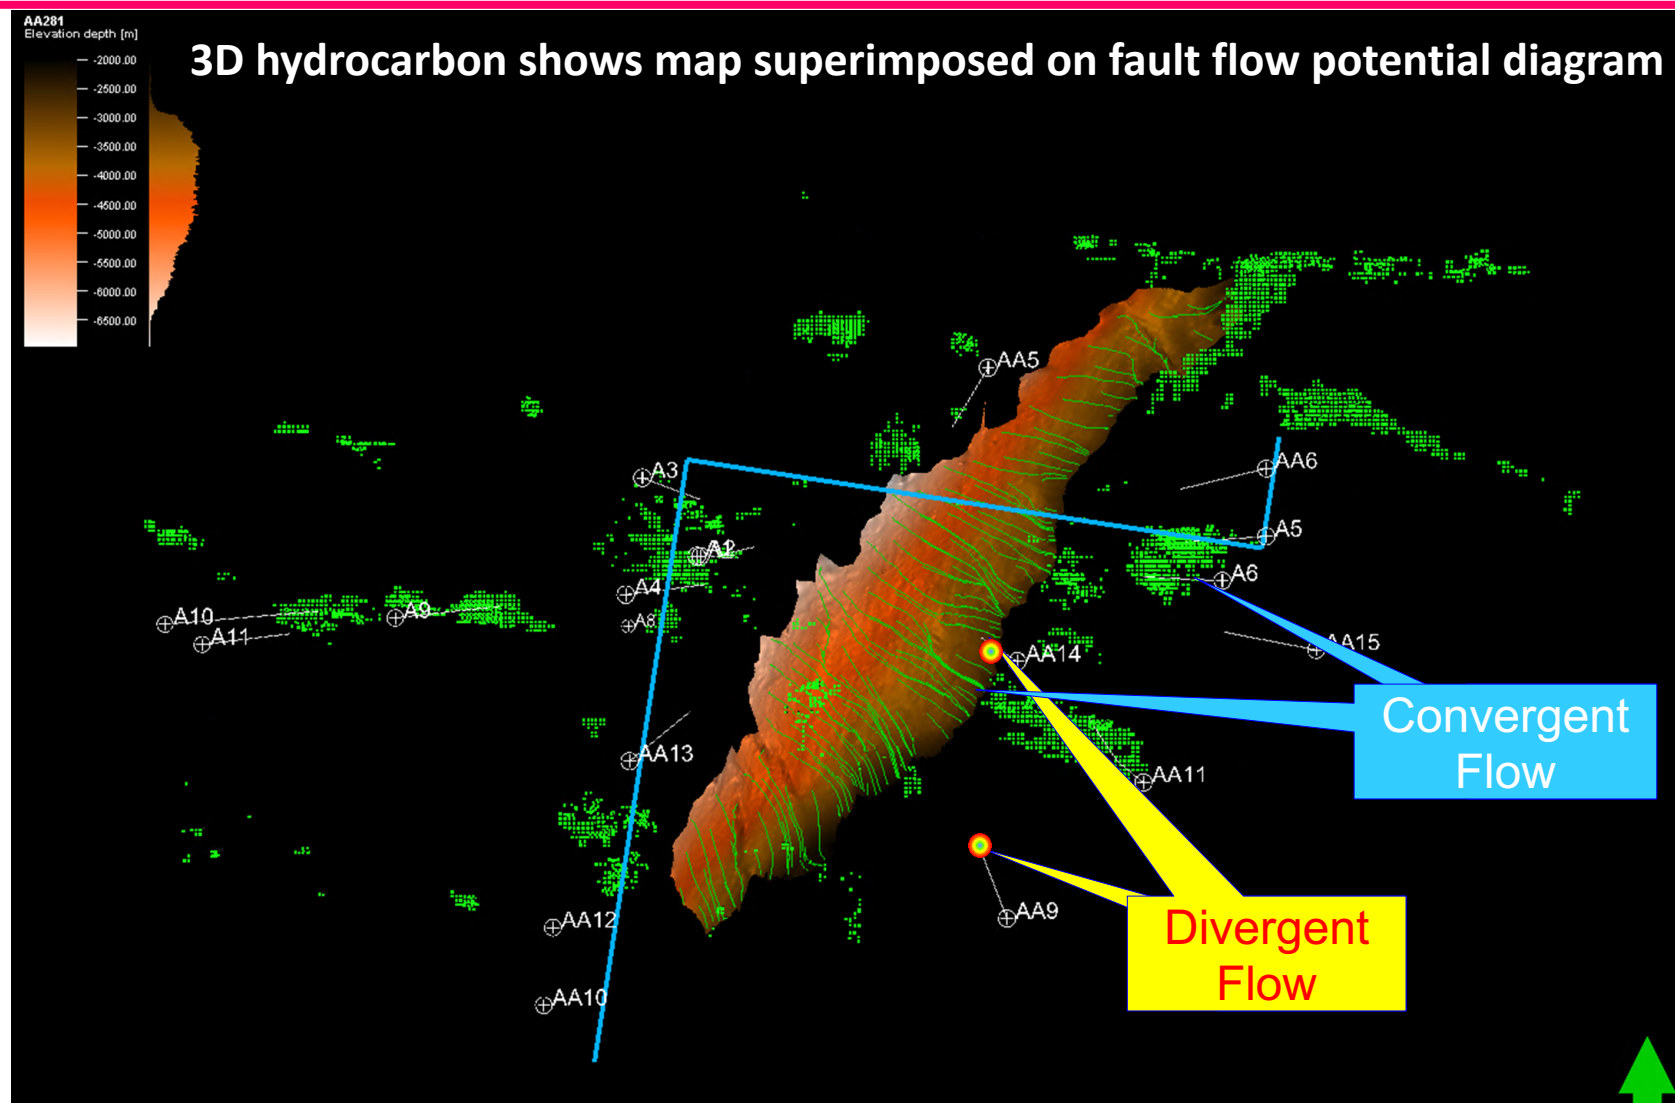 AA281
Elevation depth [m]
3D hydrocarbon shows map superimposed on fault flow potential diagram
-2000.00
-2500.00
-3000.00
-3500.00
-4000.00
-4500.00
-5000.00
-5500.00
-6000.00
-6500.00
AA5
A3
AA6
A5
A2
A6
A4
A10
A9
A8
A11
AA14
AA15
Convergent
Flow
AA13
AA11
AA9
AA12
Divergent
Flow
AA10